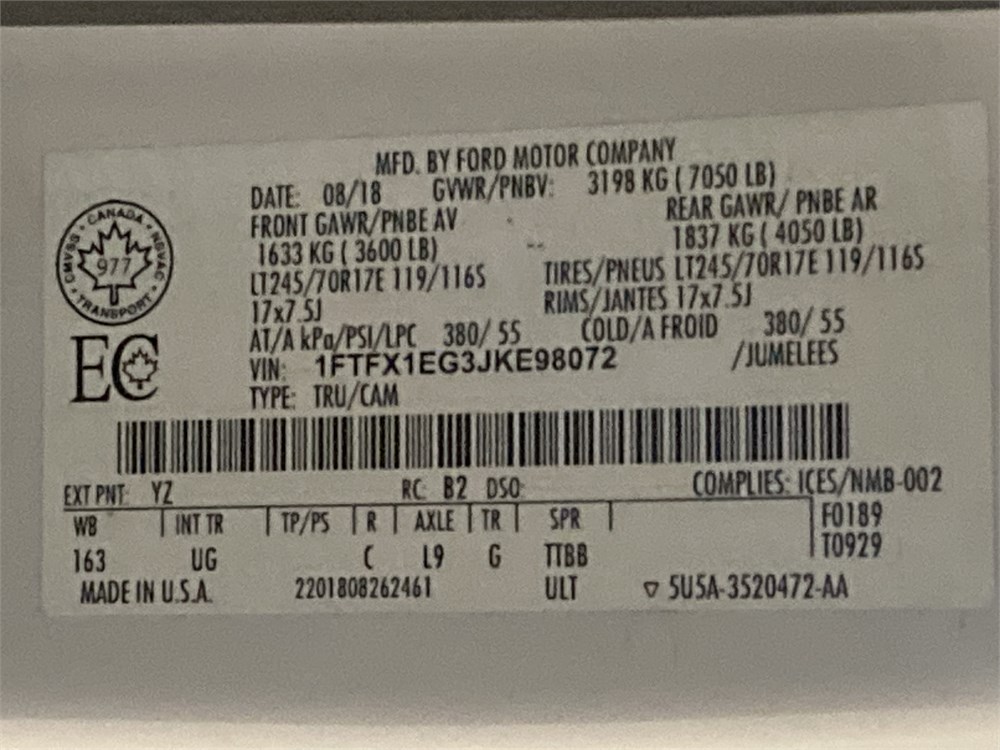 MFD. BY FORD MOTOR COMPANY
DATE: 08/18 GVWR/PNBV: 3198 KG ( 7050 LB)
FRONT GAWR/PNBE AV REAR GAWR/ PNBE AR
1633 KG ( 3600 LB) 1837 KG ( 4050 LB)
LT245/70R17E 119/116S TIRES/PNEUS LT245/70R17E 119/116S
17x7.5J RIMS/JANTES 17x7.5J
AT/A kPa/PSI/LPC 380/ 55 COLD/A FROID 380/ 55
VIN: 1FTFX1EG3JKE98072 /JUMELEES
TYPE: TRU/CAM
CANADA
CMVSS NSVAC
977
TRANSPORT
EC
EXT PNT: YZ RC: B2 DSO: COMPLIES: ICES/NMB-002
WB INT TR TP/PS R AXLE TR SPR F0189
163 UG C L9 G TTBB T0929
MADE IN U.S.A. 2201808262461 ULT ▽ 5U5A-3520472-AA